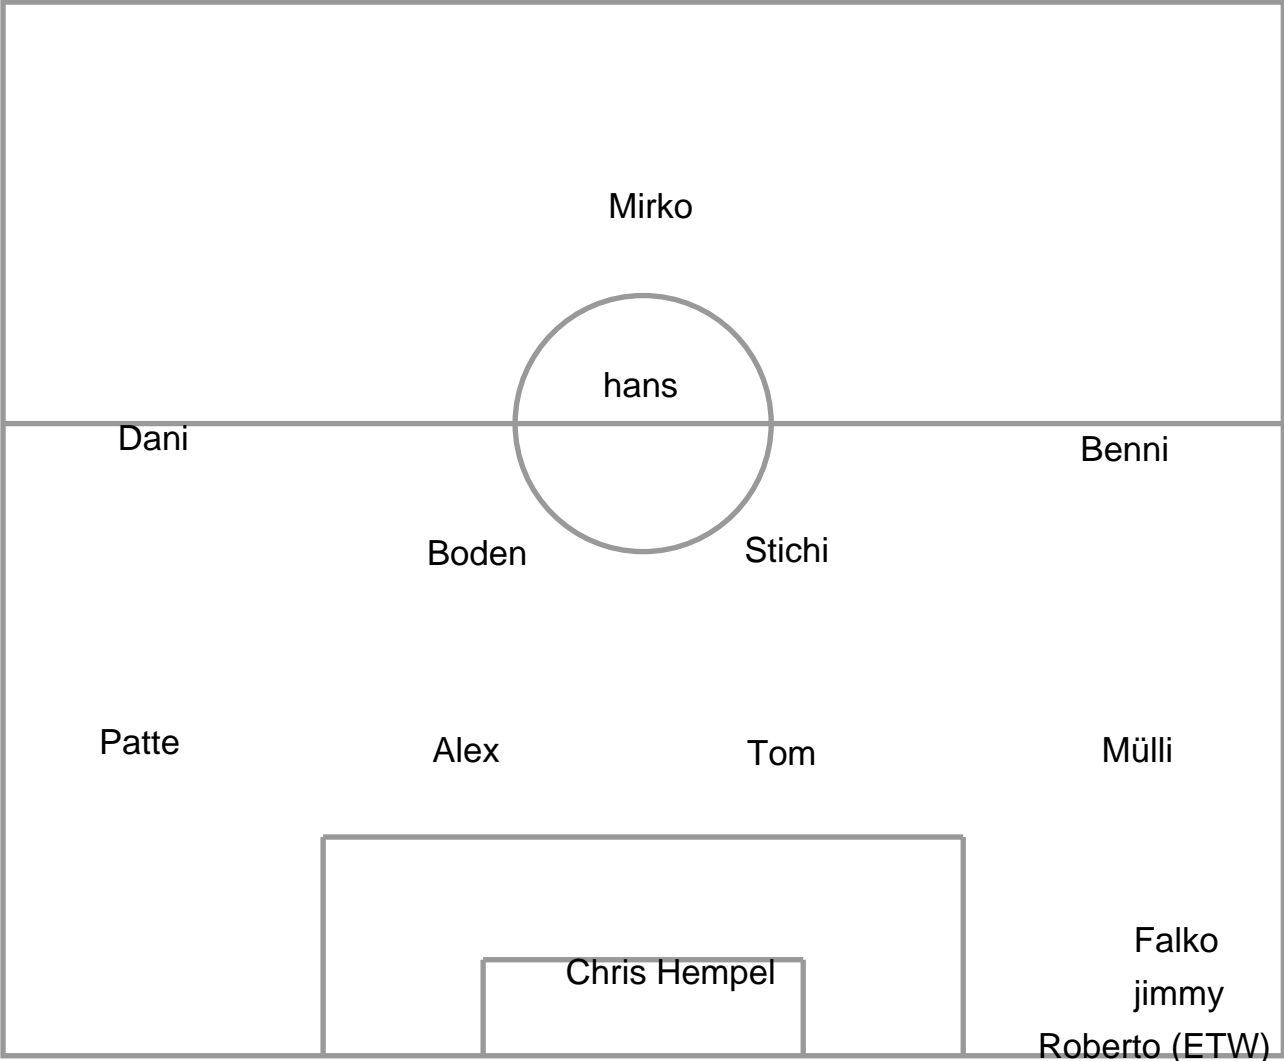 Mirko
hans
Dani
Benni
Boden
Stichi
Patte
Alex
Tom
Mülli
Falko
Chris Hempel
jimmy
Roberto (ETW)